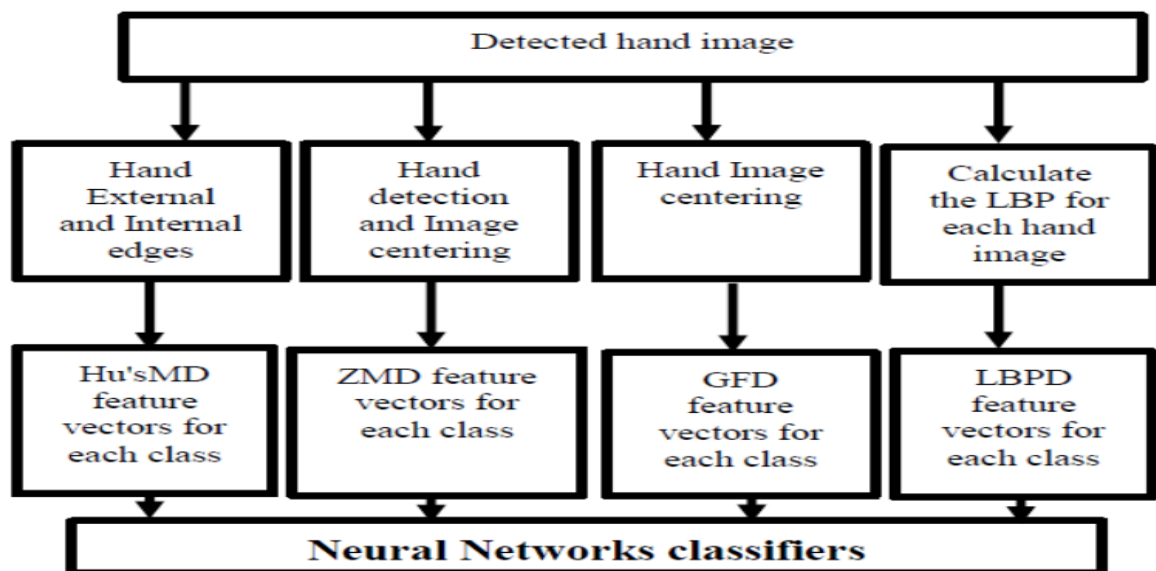 Detected hand image
Hand
External
and Internal
edges
Hand
detection
and Image
centering
Hand Image
centering
Calculate
the LBP for
each hand
image
Hu'sMD
feature
vectors for
each class
ZMD feature
vectors for
each class
GFD
feature
vectors for
each class
LBPD
feature
vectors for
each class
Neural Networks classifiers